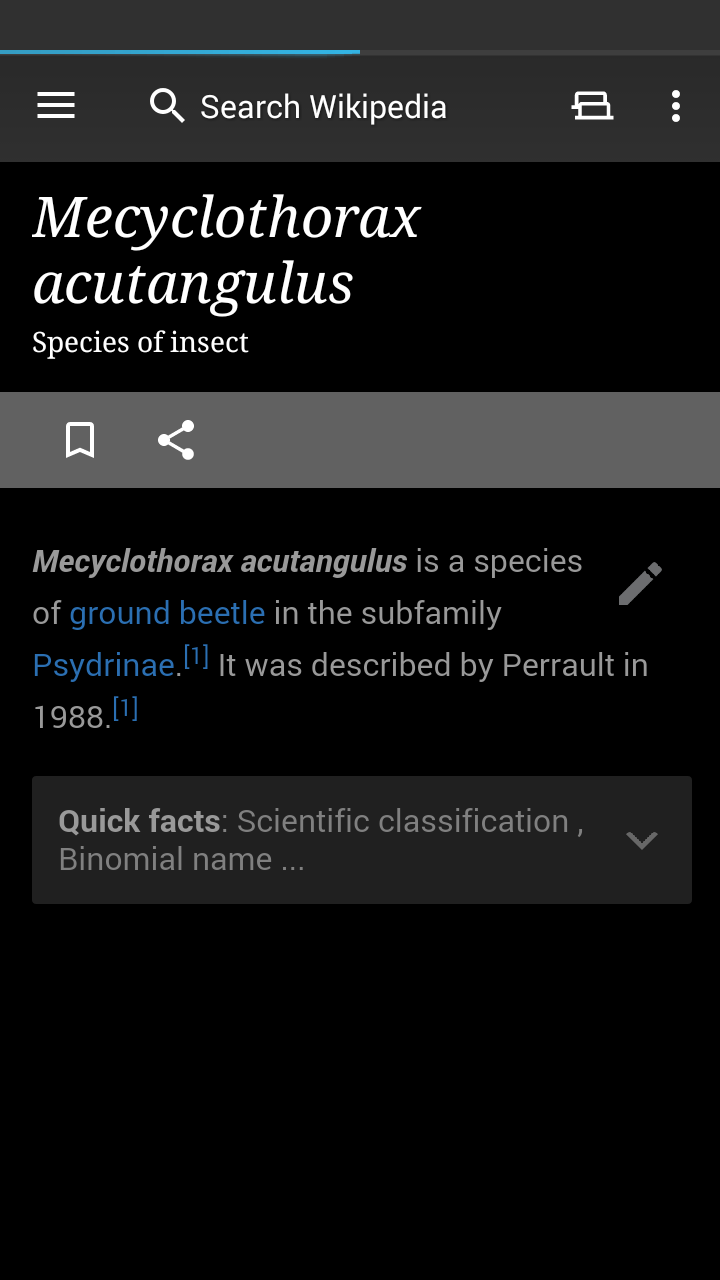 Search Wikipedia
Mecyclothorax
acutangulus
Species of insect
Mecyclothorax acutangulus is a species
of ground beetle in the subfamily
Psydrinae.[1] It was described by Perrault in
1988.[1]
Quick facts: Scientific classification ,
Binomial name ...